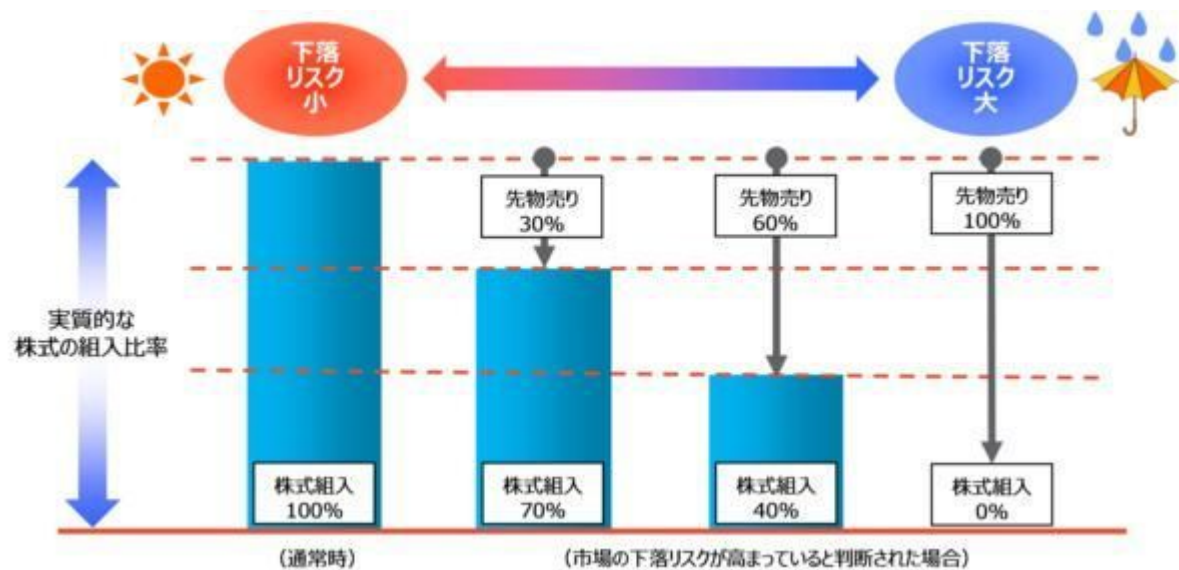 下落
リスク
小
下落
リスク
大
先物売り
30%
先物売り
60%
先物売り
100%
実質的な
株式の組入比率
株式組入
100%
株式組入
70%
株式組入
40%
株式組入
0%
（通常時）
（市場の下落リスクが高まっていると判断された場合）